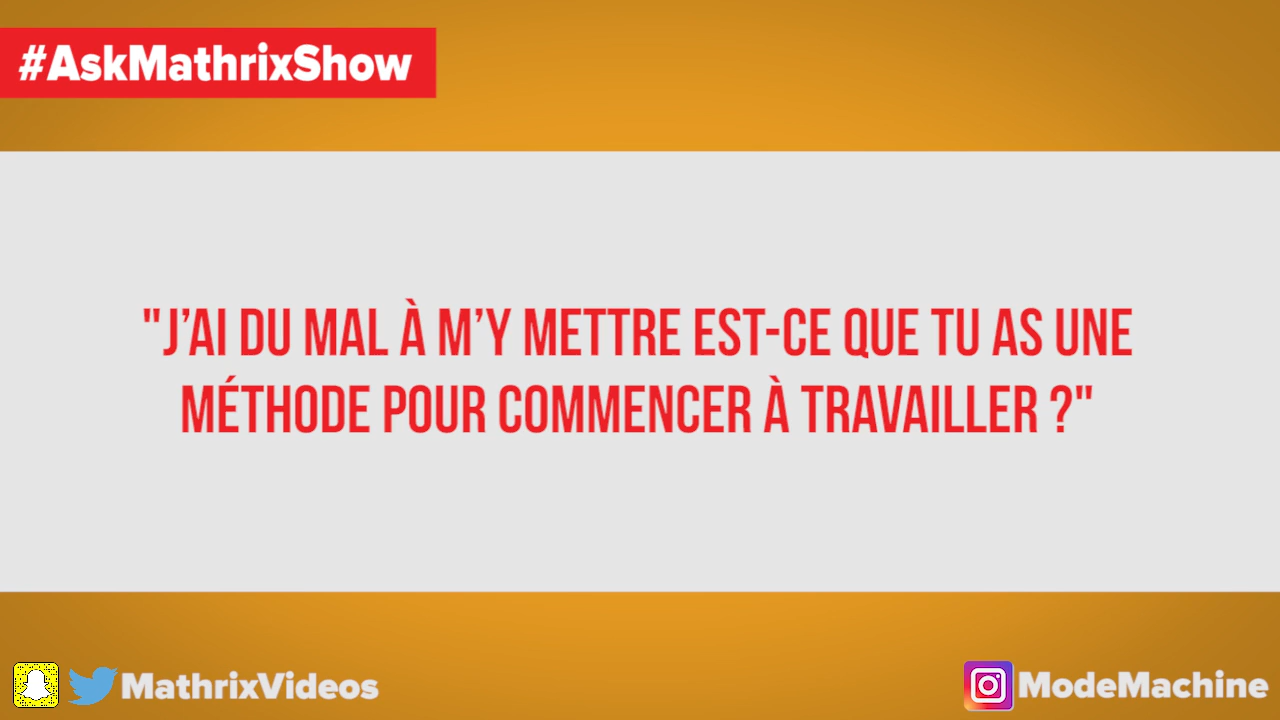 #AskMathrixShow
"J’AI DU MAL À M’Y METTRE EST-CE QUE TU AS UNE
MÉTHODE POUR COMMENCER À TRAVAILLER ?"
MathrixVideos
ModeMachine